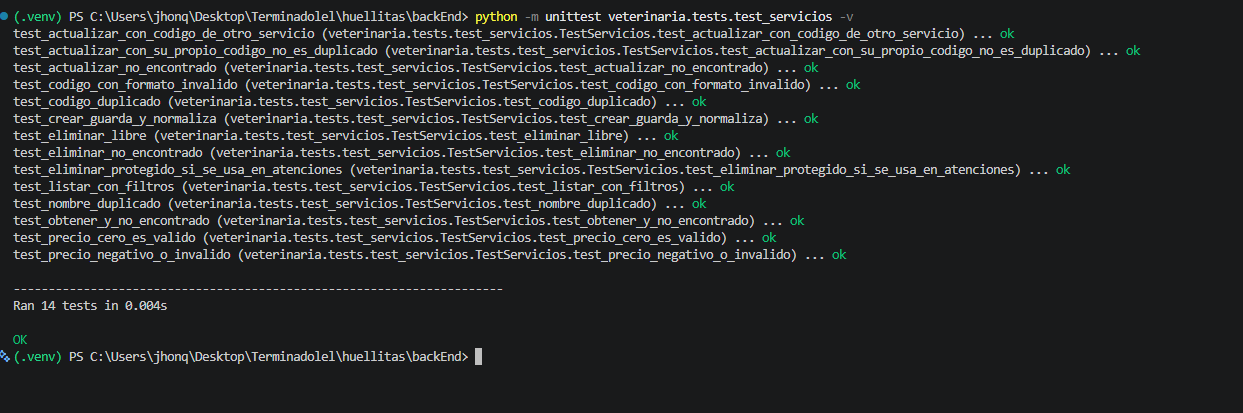 (.venv) PS C:\Users\jhonq\Desktop\Terminadolel\huellitas\backEnd> python -m unittest veterinaria.tests.test_servicios -v
test_actualizar_con_codigo_de_otro_servicio (veterinaria.tests.test_servicios.TestServicios.test_actualizar_con_codigo_de_otro_servicio) ... ok
test_actualizar_con_su_propio_codigo_no_es_duplicado (veterinaria.tests.test_servicios.TestServicios.test_actualizar_con_su_propio_codigo_no_es_duplicado) ... ok
test_actualizar_no_encontrado (veterinaria.tests.test_servicios.TestServicios.test_actualizar_no_encontrado) ... ok
test_codigo_con_formato_invalido (veterinaria.tests.test_servicios.TestServicios.test_codigo_con_formato_invalido) ... ok
test_codigo_duplicado (veterinaria.tests.test_servicios.TestServicios.test_codigo_duplicado) ... ok
test_crear_guarda_y_normaliza (veterinaria.tests.test_servicios.TestServicios.test_crear_guarda_y_normaliza) ... ok
test_eliminar_libre (veterinaria.tests.test_servicios.TestServicios.test_eliminar_libre) ... ok
test_eliminar_no_encontrado (veterinaria.tests.test_servicios.TestServicios.test_eliminar_no_encontrado) ... ok
test_eliminar_protegido_si_se_usa_en_atenciones (veterinaria.tests.test_servicios.TestServicios.test_eliminar_protegido_si_se_usa_en_atenciones) ... ok
test_listar_con_filtros (veterinaria.tests.test_servicios.TestServicios.test_listar_con_filtros) ... ok
test_nombre_duplicado (veterinaria.tests.test_servicios.TestServicios.test_nombre_duplicado) ... ok
test_obtener_y_no_encontrado (veterinaria.tests.test_servicios.TestServicios.test_obtener_y_no_encontrado) ... ok
test_precio_cero_es_valido (veterinaria.tests.test_servicios.TestServicios.test_precio_cero_es_valido) ... ok
test_precio_negativo_o_invalido (veterinaria.tests.test_servicios.TestServicios.test_precio_negativo_o_invalido) ... ok
----------------------------------------------------------------------
Ran 14 tests in 0.004s
OK
(.venv) PS C:\Users\jhonq\Desktop\Terminadolel\huellitas\backEnd>